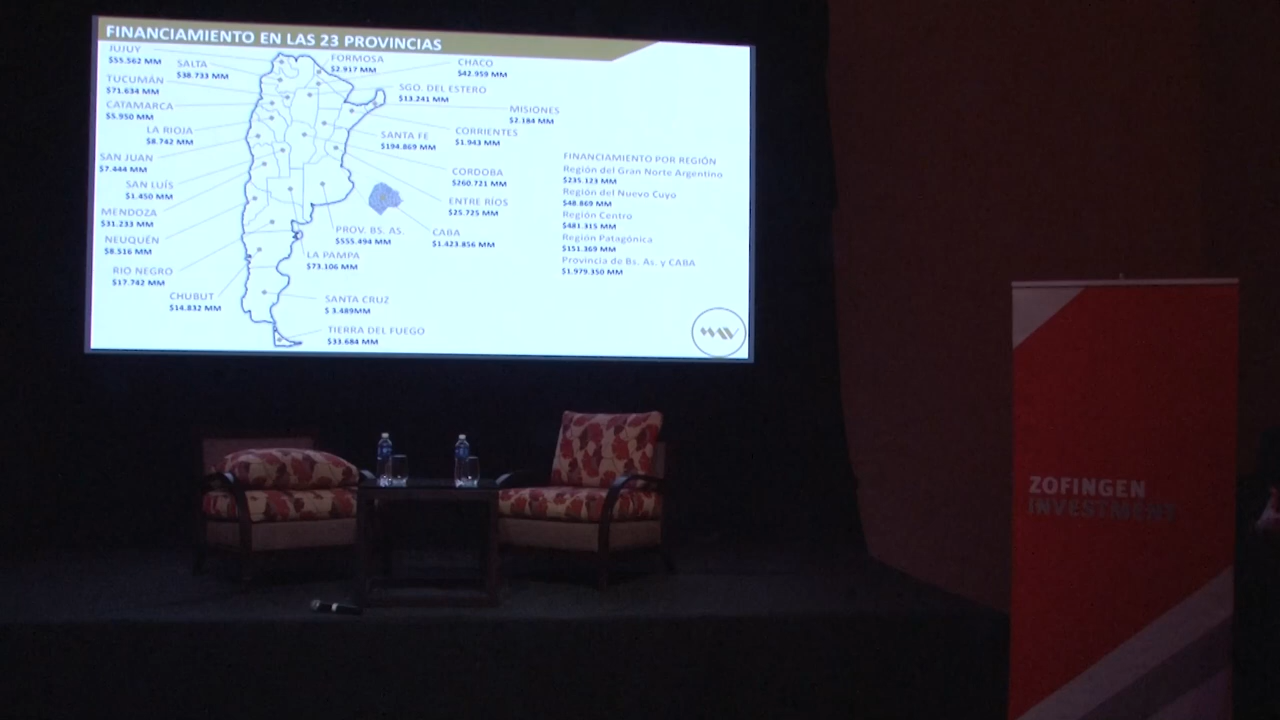 FINANCIAMIENTO EN LAS 23 PROVINCIAS
JUJUY
$55.562 MM
SALTA
$38.733 MM
TUCUMÁN
$71.634 MM
CATAMARCA
$5.950 MM
LA RIOJA
$8.742 MM
SAN JUAN
$7.444 MM
SAN LUÍS
$1.450 MM
MENDOZA
$31.233 MM
NEUQUÉN
$8.516 MM
RIO NEGRO
$17.742 MM
CHUBUT
$14.832 MM
FORMOSA
$2.917 MM
CHACO
$42.959 MM
SGO. DEL ESTERO
$13.241 MM
MISIONES
$2.184 MM
CORRIENTES
$1.943 MM
SANTA FE
$194.869 MM
CORDOBA
$260.721 MM
ENTRE RÍOS
$25.725 MM
CABA
$1.423.856 MM
PROV. BS. AS.
$555.494 MM
LA PAMPA
$73.106 MM
SANTA CRUZ
$ 3.489MM
TIERRA DEL FUEGO
$33.684 MM
FINANCIAMIENTO POR REGIÓN
Región del Gran Norte Argentino
$235.123 MM
Región del Nuevo Cuyo
$48.869 MM
Región Centro
$481.315 MM
Región Patagónica
$151.369 MM
Provincia de Bs. As. y CABA
$1.979.350 MM
ZOFINGEN
INVESTMENT